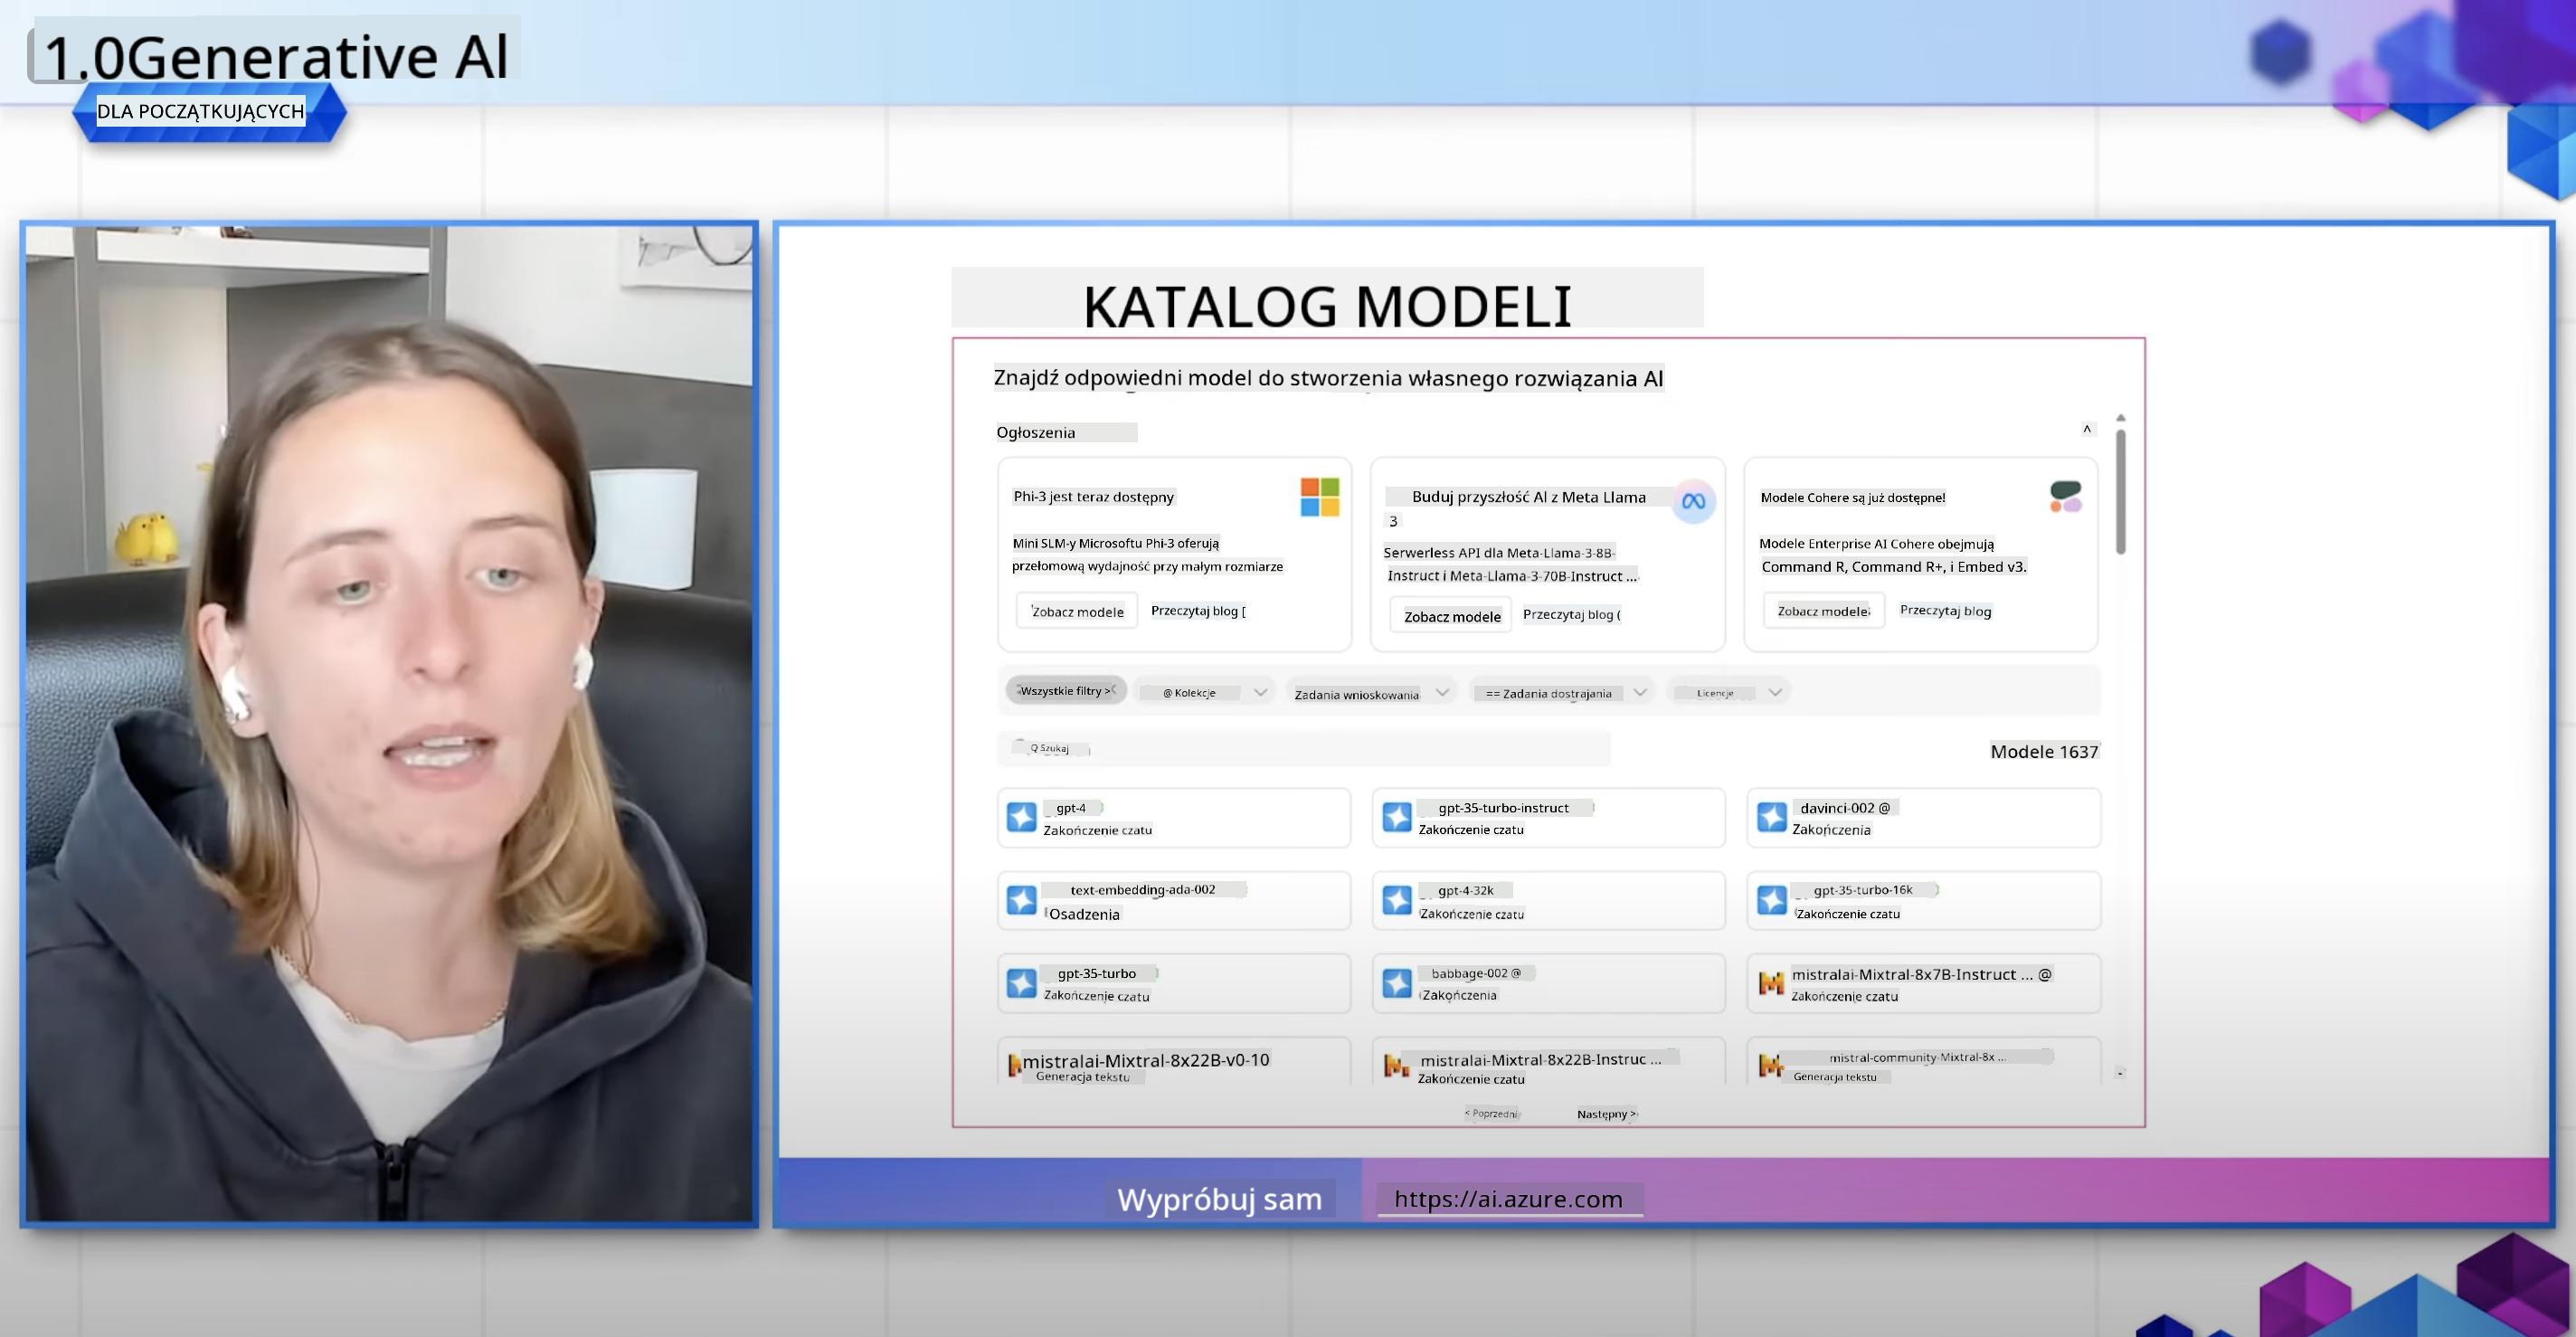 1.0Generative AI
DLA POCZĄTKUJĄCYCH
KATALOG MODELI
Znajdź odpowiedni model do stworzenia własnego rozwiązania AI
Ogłoszenia ^
Phi-3 jest teraz dostępny
Mini SLM-y Microsoftu Phi-3 oferują
przełomową wydajność przy małym rozmiarze
Zobacz modele Przeczytaj blog [
Buduj przyszłość AI z Meta Llama
3
Serwerless API dla Meta-Llama-3-8B-
Instruct i Meta-Llama-3-70B-Instruct ...
Zobacz modele Przeczytaj blog (
Modele Cohere są już dostępne!
Modele Enterprise AI Cohere obejmują
Command R, Command R+, i Embed v3.
Zobacz modele Przeczytaj blog
Wszystkie filtry > @ Kolekcje Zadania wnioskowania == Zadania dostrajania Licencje
Q Szukaj
Modele 1637
gpt-4
Zakończenie czatu
gpt-35-turbo-instruct
Zakończenie czatu
davinci-002 @
Zakończenia
text-embedding-ada-002
Osadzenia
gpt-4-32k
Zakończenie czatu
gpt-35-turbo-16k
Zakończenie czatu
gpt-35-turbo
Zakończenie czatu
babbage-002 @
Zakończenia
mistralai-Mixtral-8x7B-Instruct ... @
Zakończenie czatu
mistralai-Mixtral-8x22B-v0-10
Generacja tekstu
mistralai-Mixtral-8x22B-Instruc ...
Zakończenie czatu
mistral-community-Mixtral-8x ...
Generacja tekstu
< Poprzedni Następny >
Wypróbuj sam https://ai.azure.com